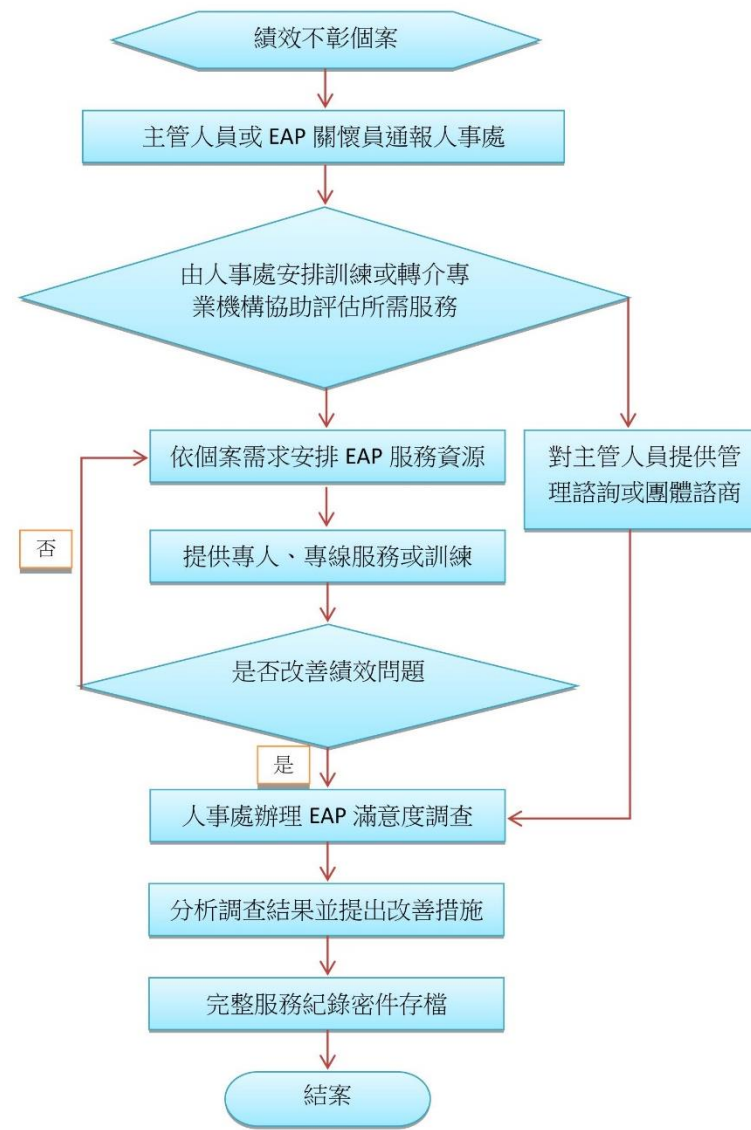 績效不彰個案
主管人員或 EAP 關懷員通報人事處
由人事處安排訓練或轉介專
業機構協助評估所需服務
依個案需求安排 EAP 服務資源
對主管人員提供管
理諮詢或團體諮商
否
提供專人、專線服務或訓練
是否改善績效問題
是
人事處辦理 EAP 滿意度調查
分析調查結果並提出改善措施
完整服務紀錄密件存檔
結案